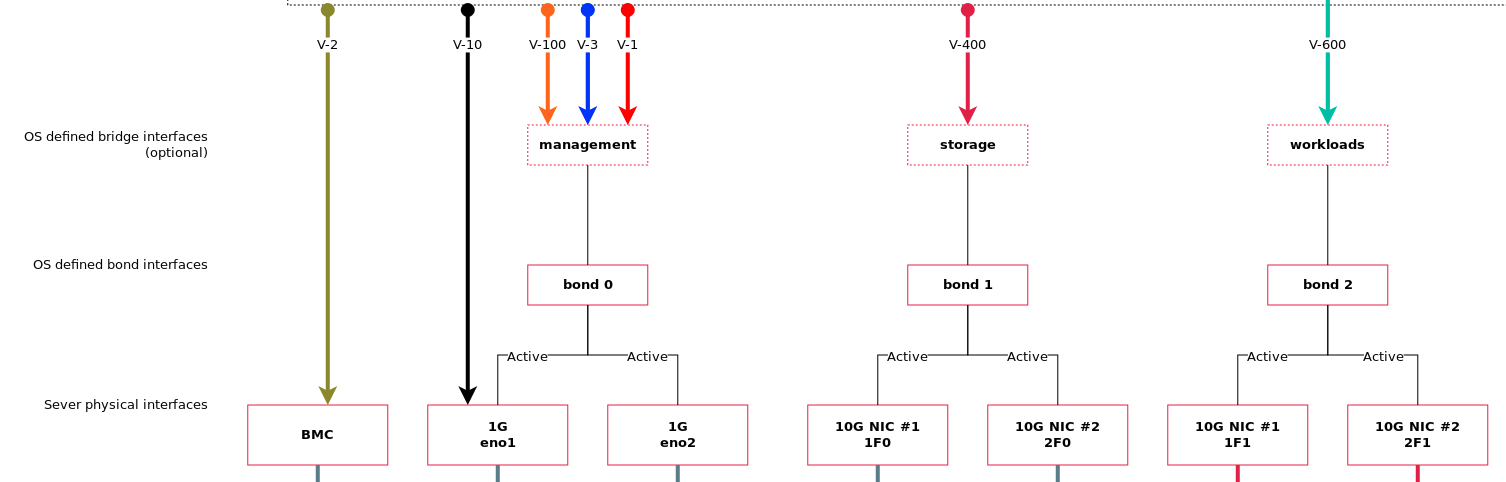 V-2
V-10
V-100
V-3
V-1
V-400
V-600
OS defined bridge interfaces
(optional)
management
storage
workloads
OS defined bond interfaces
bond 0
bond 1
bond 2
Active
Active
Active
Active
Active
Active
Sever physical interfaces
BMC
1G
eno1
1G
eno2
10G NIC #1
1F0
10G NIC #2
2F0
10G NIC #1
1F1
10G NIC #2
2F1